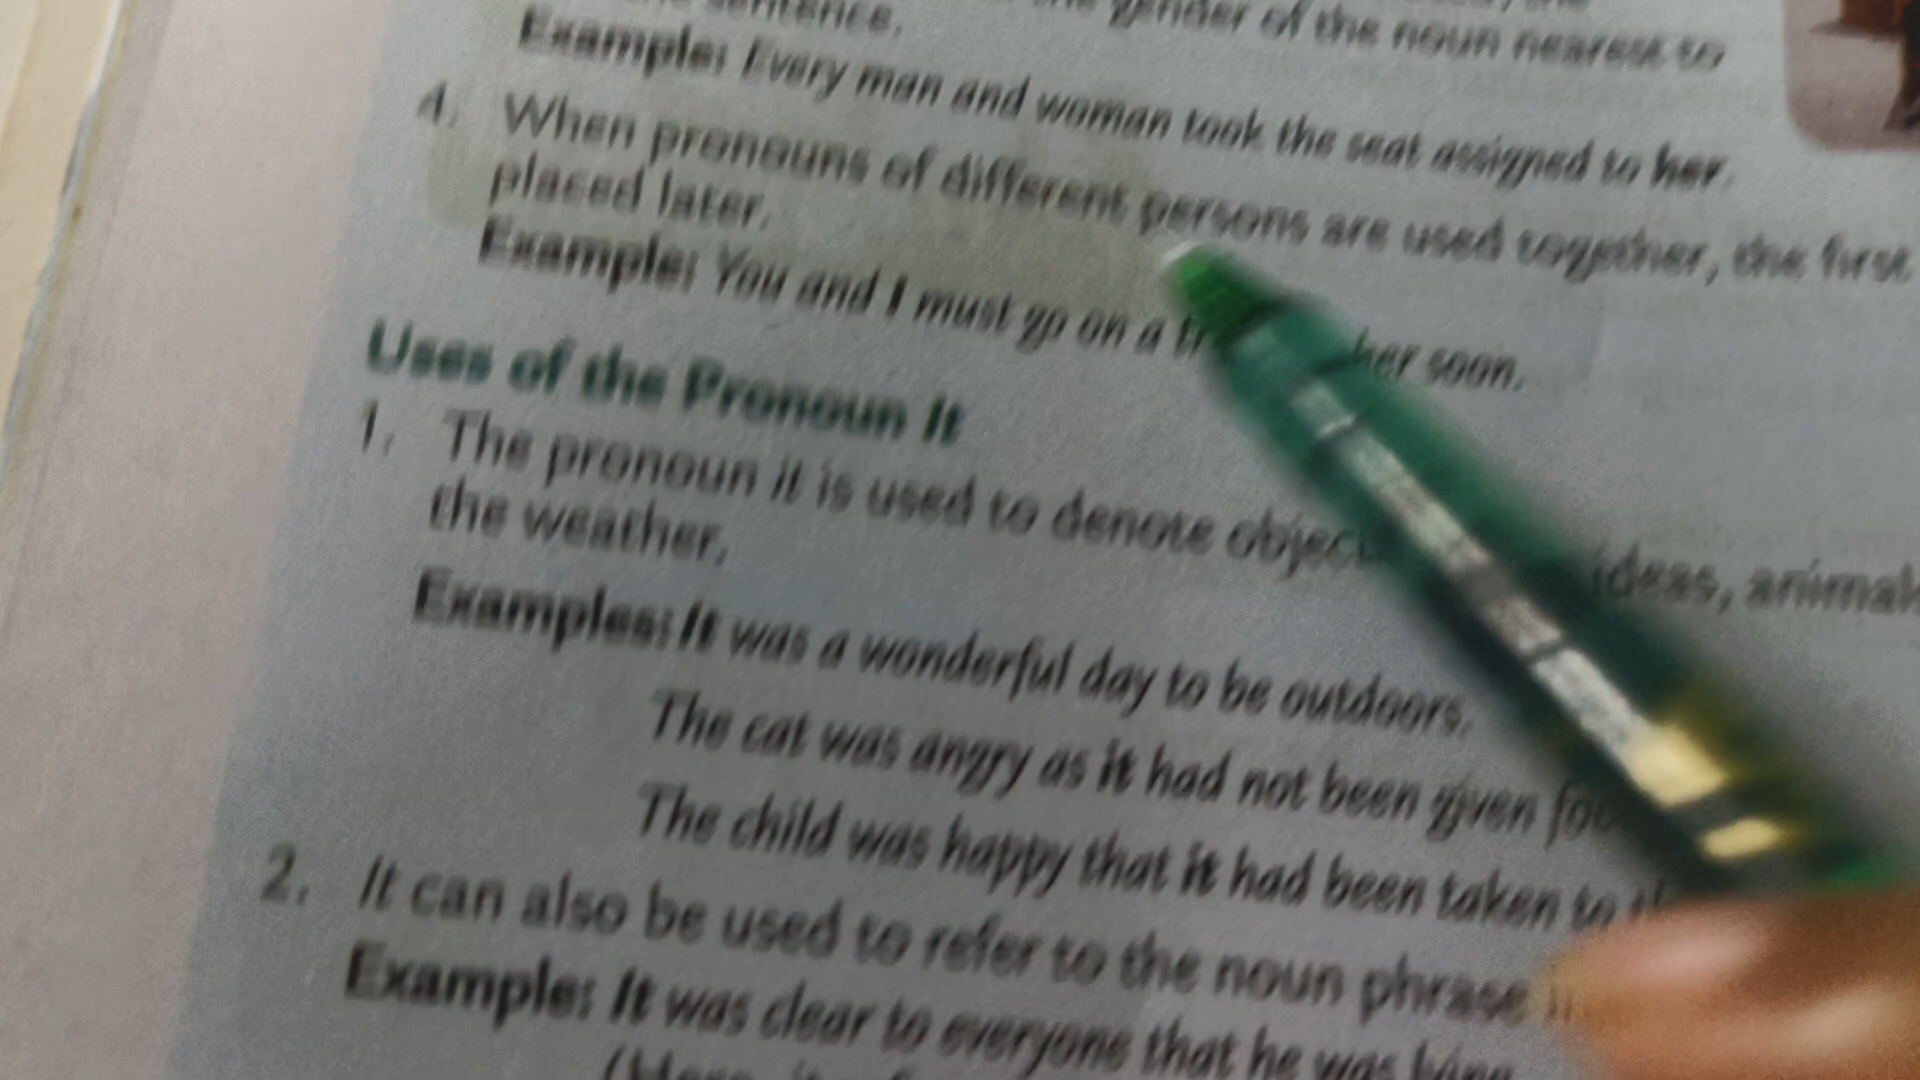 sentence. the gender of the noun nearest to
Example: Every man and woman took the seat assigned to her.
4. When pronouns of different persons are used together, the first
placed later.
Example: You and I must go on a her soon.
Uses of the Pronoun It
1. The pronoun it is used to denote ideas,
the weather.
Examples: It was a wonderful day to be outdoors.
The cat was angry as it had not been given
The child was happy that it had been taken to
2. It can also be used to refer to the noun phrase
Example: It was clear to everyone that he was